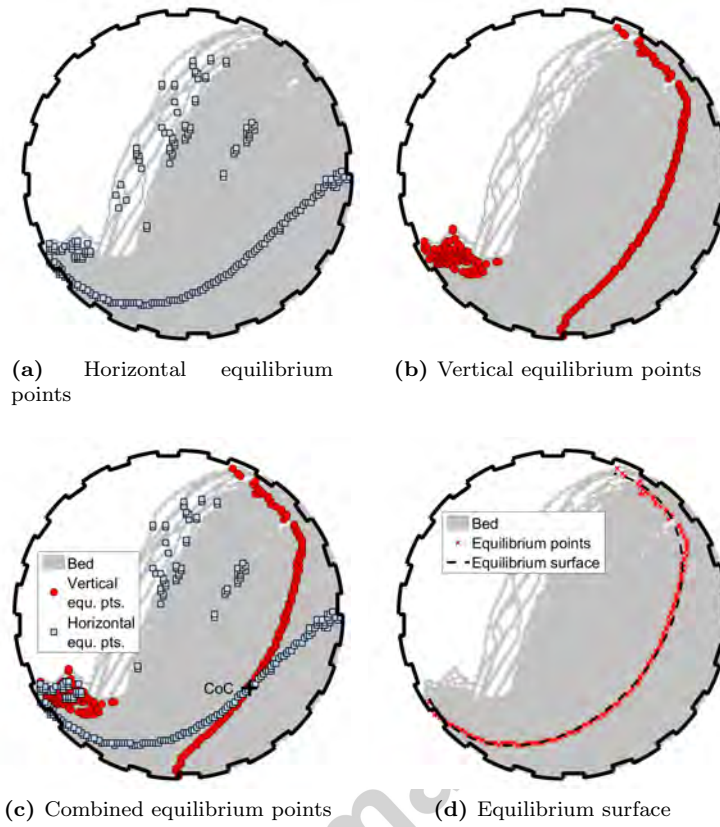 (a) Horizontal equilibrium
points
(b) Vertical equilibrium points
Bed
Vertical
equ. pts.
Horizontal
equ. pts.
CoC
Bed
Equilibrium points
Equilibrium surface
(c) Combined equilibrium points
(d) Equilibrium surface